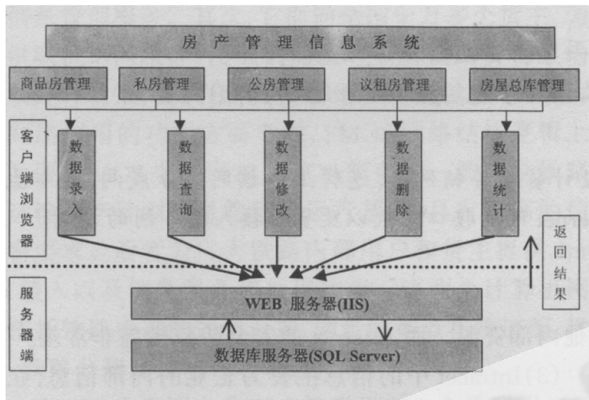 房产管理信息系统
商品房管理
私房管理
公房管理
议租房管理
房屋总库管理
客户端浏览器
数据录入
数据查询
数据修改
数据删除
数据统计
返回结果
服务器端
WEB 服务器(IIS)
数据库服务器(SQL Server)